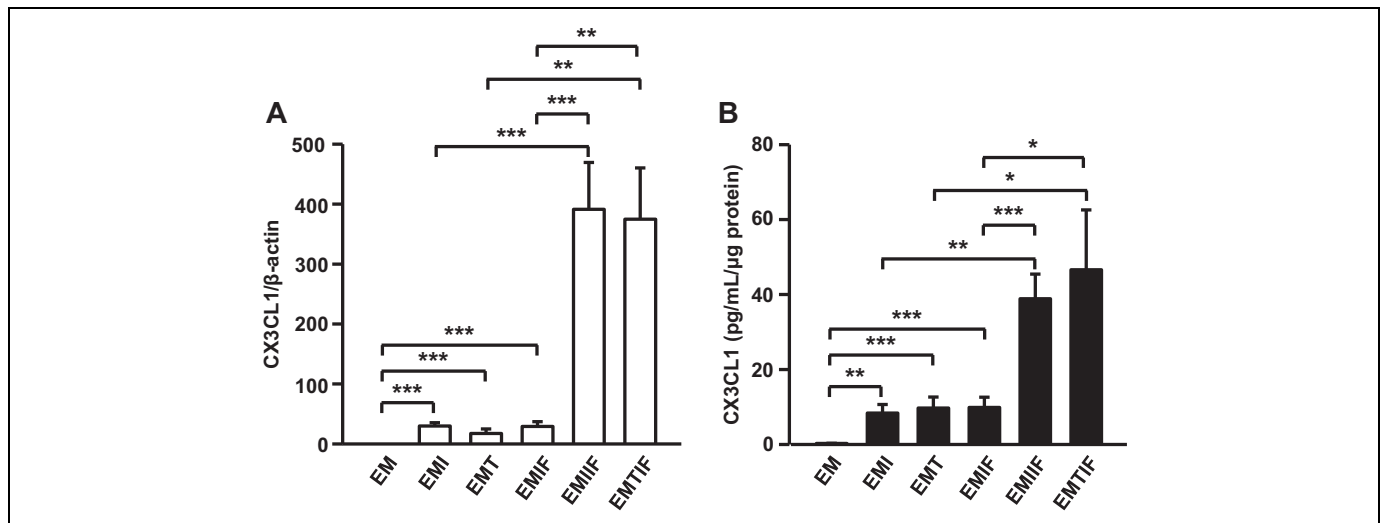 A
CX3CL1/β-actin
500
400
300
200
100
0
**
**
***
***
***
***
***
EM
EMI
EMT
EMIF
EMIIF
EMTIF
B
CX3CL1 (pg/mL/µg protein)
80
60
40
20
0
*
*
***
**
***
***
**
EM
EMI
EMT
EMIF
EMIIF
EMTIF